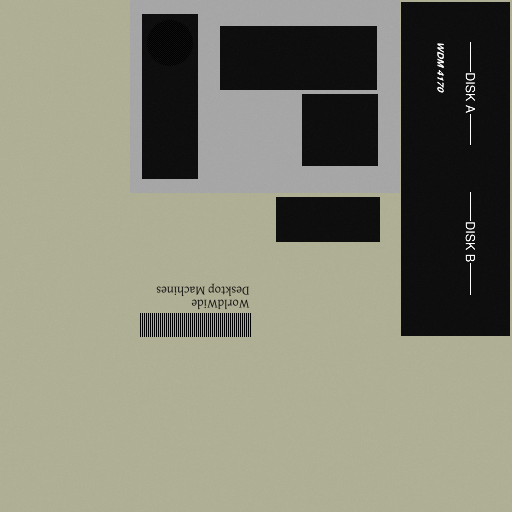 DISK A
WDM 4170
DISK B
WorldWide
Desktop Machines